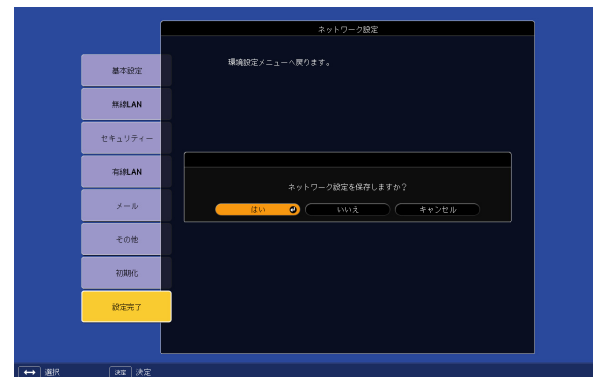 ネットワーク設定
環境設定メニューへ戻ります。
基本設定
無線LAN
セキュリティー
有線LAN
メール
その他
初期化
設定完了
ネットワーク設定を保存しますか？
はい いいえ キャンセル
選択 決定 決定